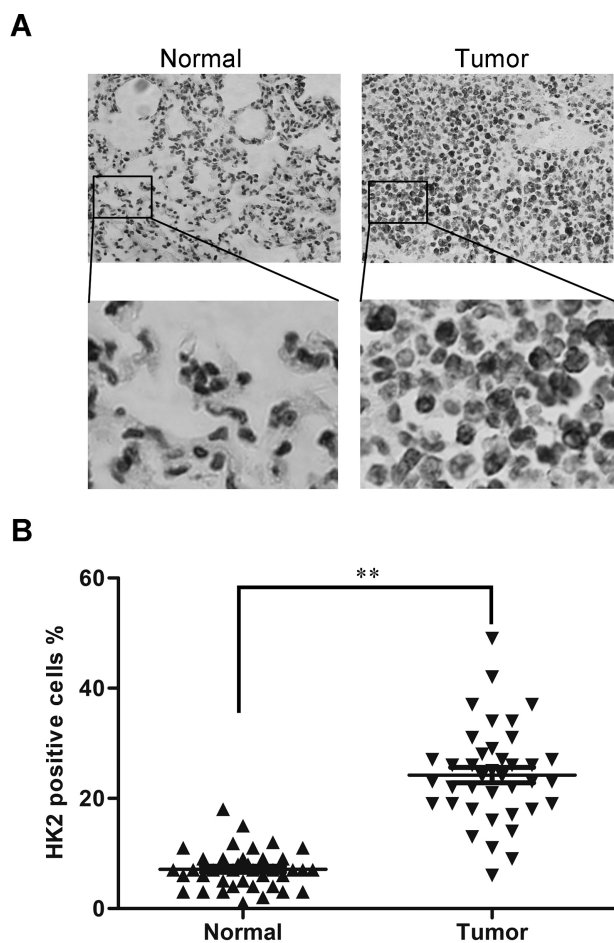 A
Normal Tumor
B
**
60
40
20
0
HK2 positive cells %
Normal Tumor